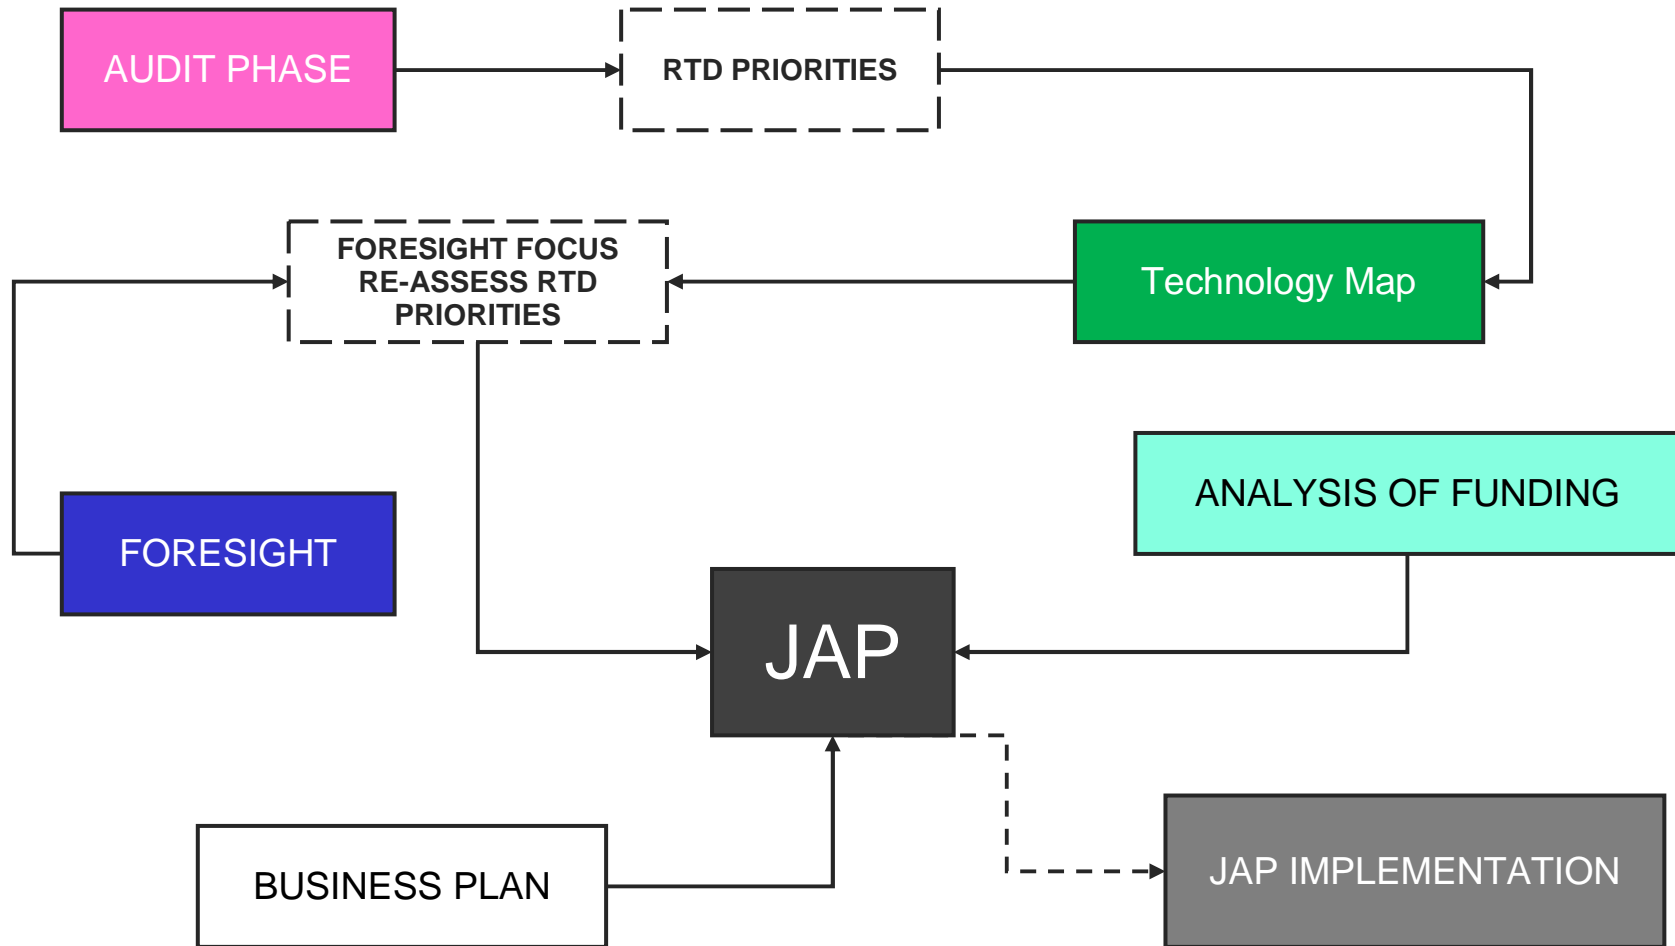 AUDIT PHASE
RTD PRIORITIES
FORESIGHT FOCUS
RE-ASSESS RTD
PRIORITIES
Technology Map
ANALYSIS OF FUNDING
FORESIGHT
JAP
BUSINESS PLAN
JAP IMPLEMENTATION